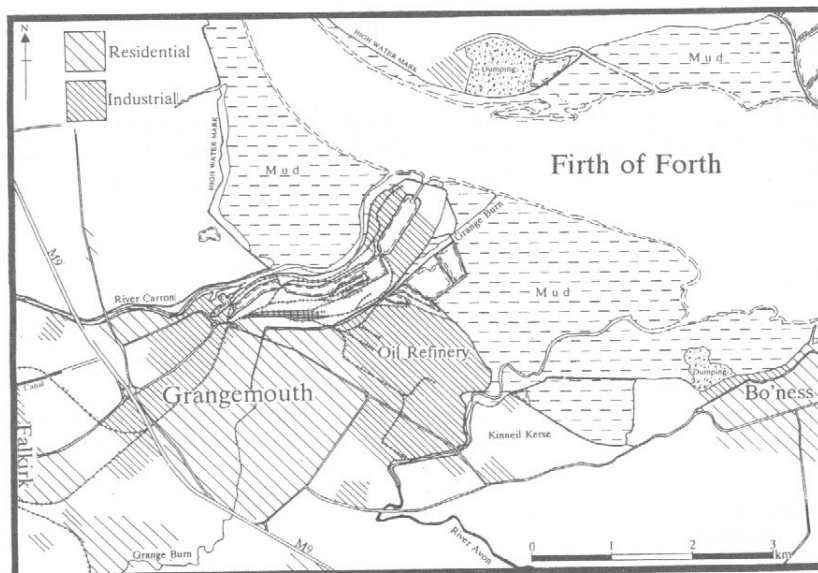 N
Residential
Industrial
HIGH WATER MARK
Dumping
Mud
HIGH WATER MARK
Mud
Firth of Forth
M9
Grange Burn
River Carron
Mud
Oil Refinery
Canal
Grangemouth
Dumping
Bo'ness
Falkirk
Kinneil Kerse
Grange Burn
M9
River Avon
0 1 2 3
km